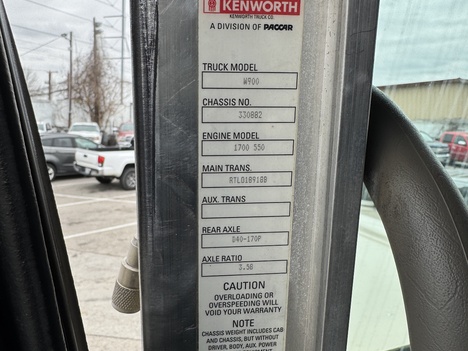 KENWORTH
KENWORTH TRUCK CO.
A DIVISION OF PACCAR
TRUCK MODEL
W900
CHASSIS NO.
330882
ENGINE MODEL
1700 550
MAIN TRANS.
RTLO18918B
AUX. TRANS
REAR AXLE
D40-170P
AXLE RATIO
3.58
CAUTION
OVERLOADING OR
OVERSPEEDING WILL
VOID YOUR WARRANTY
NOTE
CHASSIS WEIGHT INCLUDES CAB
AND CHASSIS, BUT WITHOUT
DRIVER, BODY, AUX. POWER